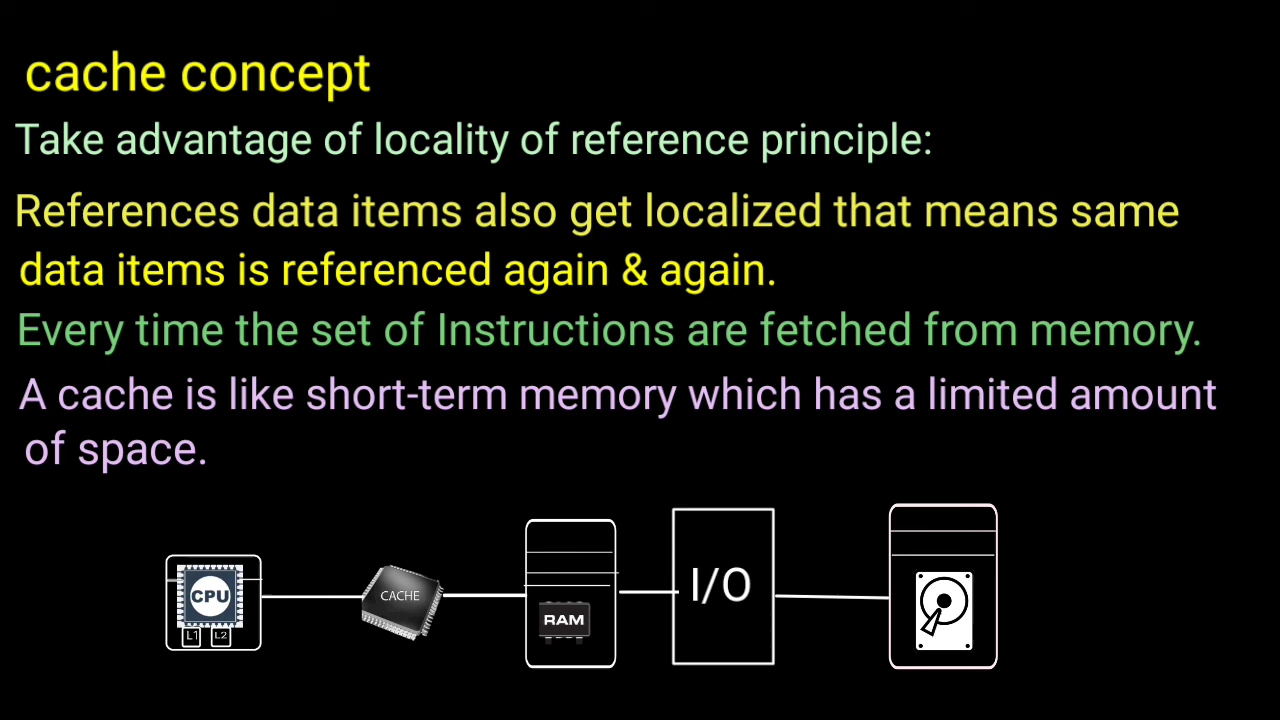 cache concept
Take advantage of locality of reference principle:
References data items also get localized that means same
data items is referenced again & again.
Every time the set of Instructions are fetched from memory.
A cache is like short-term memory which has a limited amount
of space.
CPU
L1 L2
CACHE
RAM
I/O